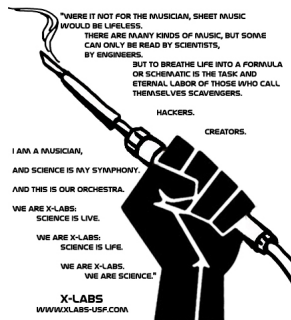 "WERE IT NOT FOR THE MUSICIAN, SHEET MUSIC
WOULD BE LIFELESS.
THERE ARE MANY KINDS OF MUSIC, BUT SOME
CAN ONLY BE READ BY SCIENTISTS,
BY ENGINEERS.
BUT TO BREATHE LIFE INTO A FORMULA
OR SCHEMATIC IS THE TASK AND
ETERNAL LABOR OF THOSE WHO CALL
THEMSELVES SCAVENGERS.
HACKERS.
CREATORS.
I AM A MUSICIAN,
AND SCIENCE IS MY SYMPHONY.
AND THIS IS OUR ORCHESTRA.
WE ARE X-LABS:
SCIENCE IS LIVE.
WE ARE X-LABS:
SCIENCE IS LIFE.
WE ARE X-LABS.
WE ARE SCIENCE."
X-LABS
WWW.XLABS-USF.COM